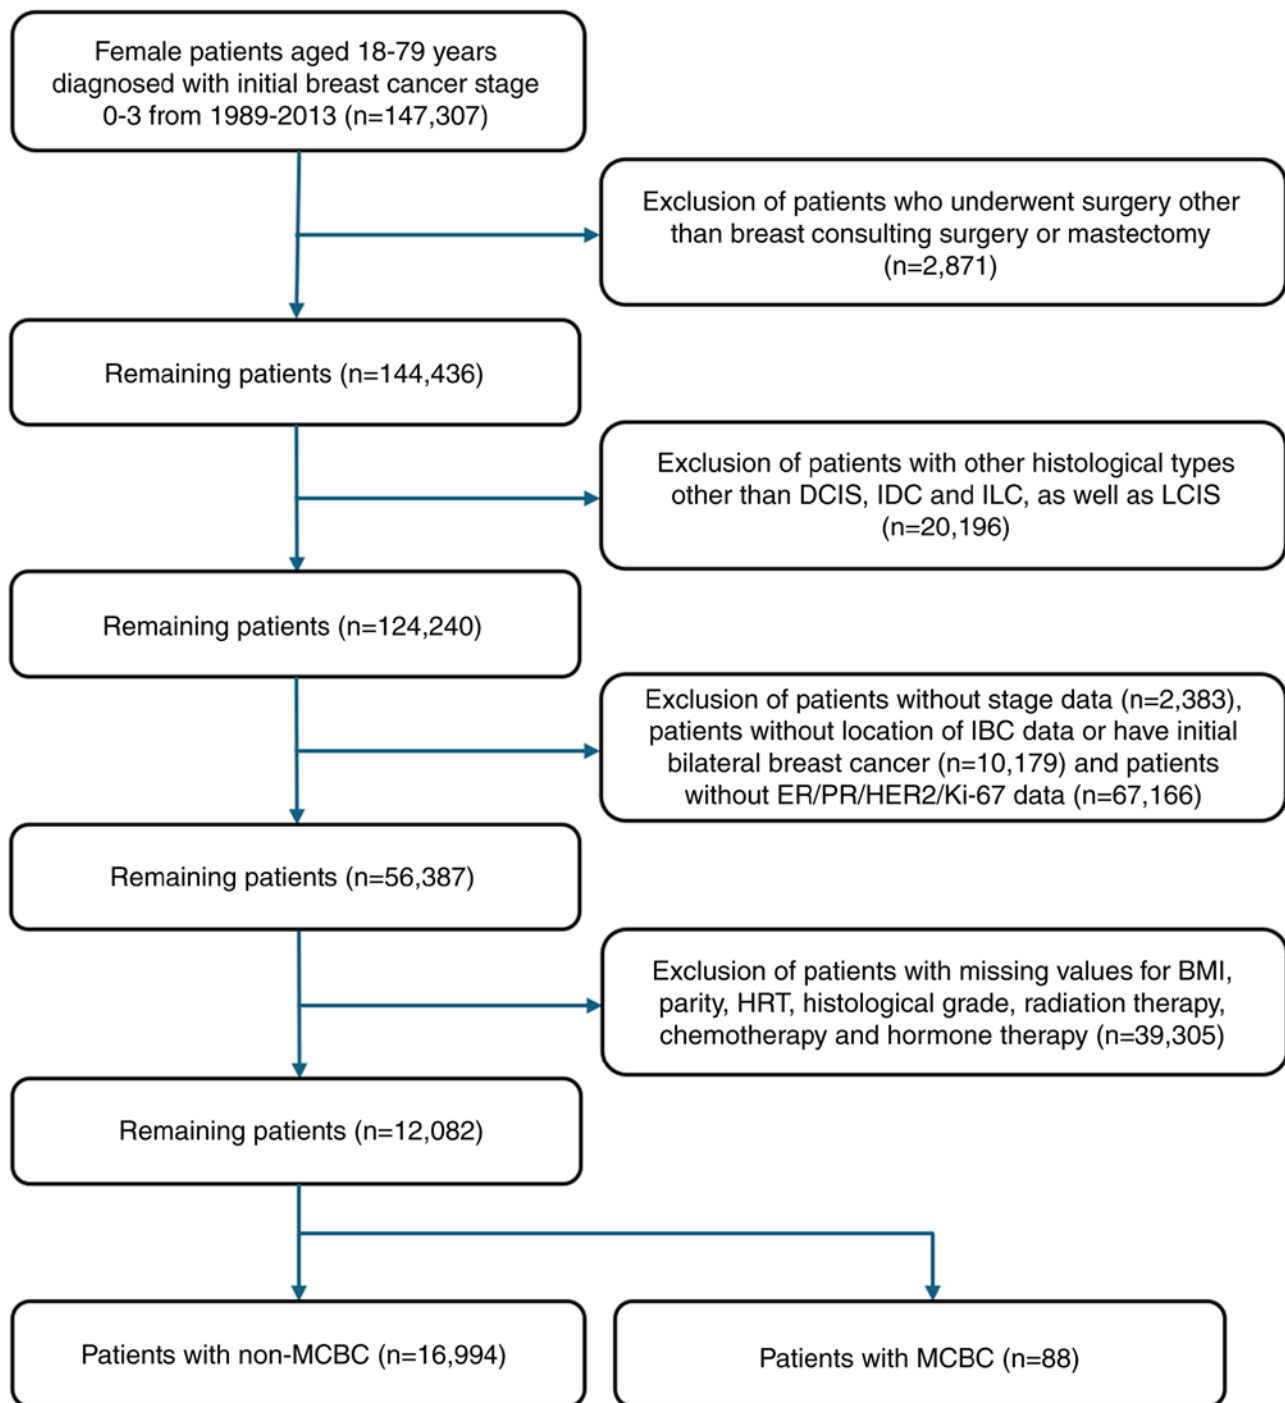 Female patients aged 18-79 years
diagnosed with initial breast cancer stage
0-3 from 1989-2013 (n=147,307)
Exclusion of patients who underwent surgery other
than breast consulting surgery or mastectomy
(n=2,871)
Remaining patients (n=144,436)
Exclusion of patients with other histological types
other than DCIS, IDC and ILC, as well as LCIS
(n=20,196)
Remaining patients (n=124,240)
Exclusion of patients without stage data (n=2,383),
patients without location of IBC data or have initial
bilateral breast cancer (n=10,179) and patients
without ER/PR/HER2/Ki-67 data (n=67,166)
Remaining patients (n=56,387)
Exclusion of patients with missing values for BMI,
parity, HRT, histological grade, radiation therapy,
chemotherapy and hormone therapy (n=39,305)
Remaining patients (n=12,082)
Patients with non-MCBC (n=16,994)
Patients with MCBC (n=88)